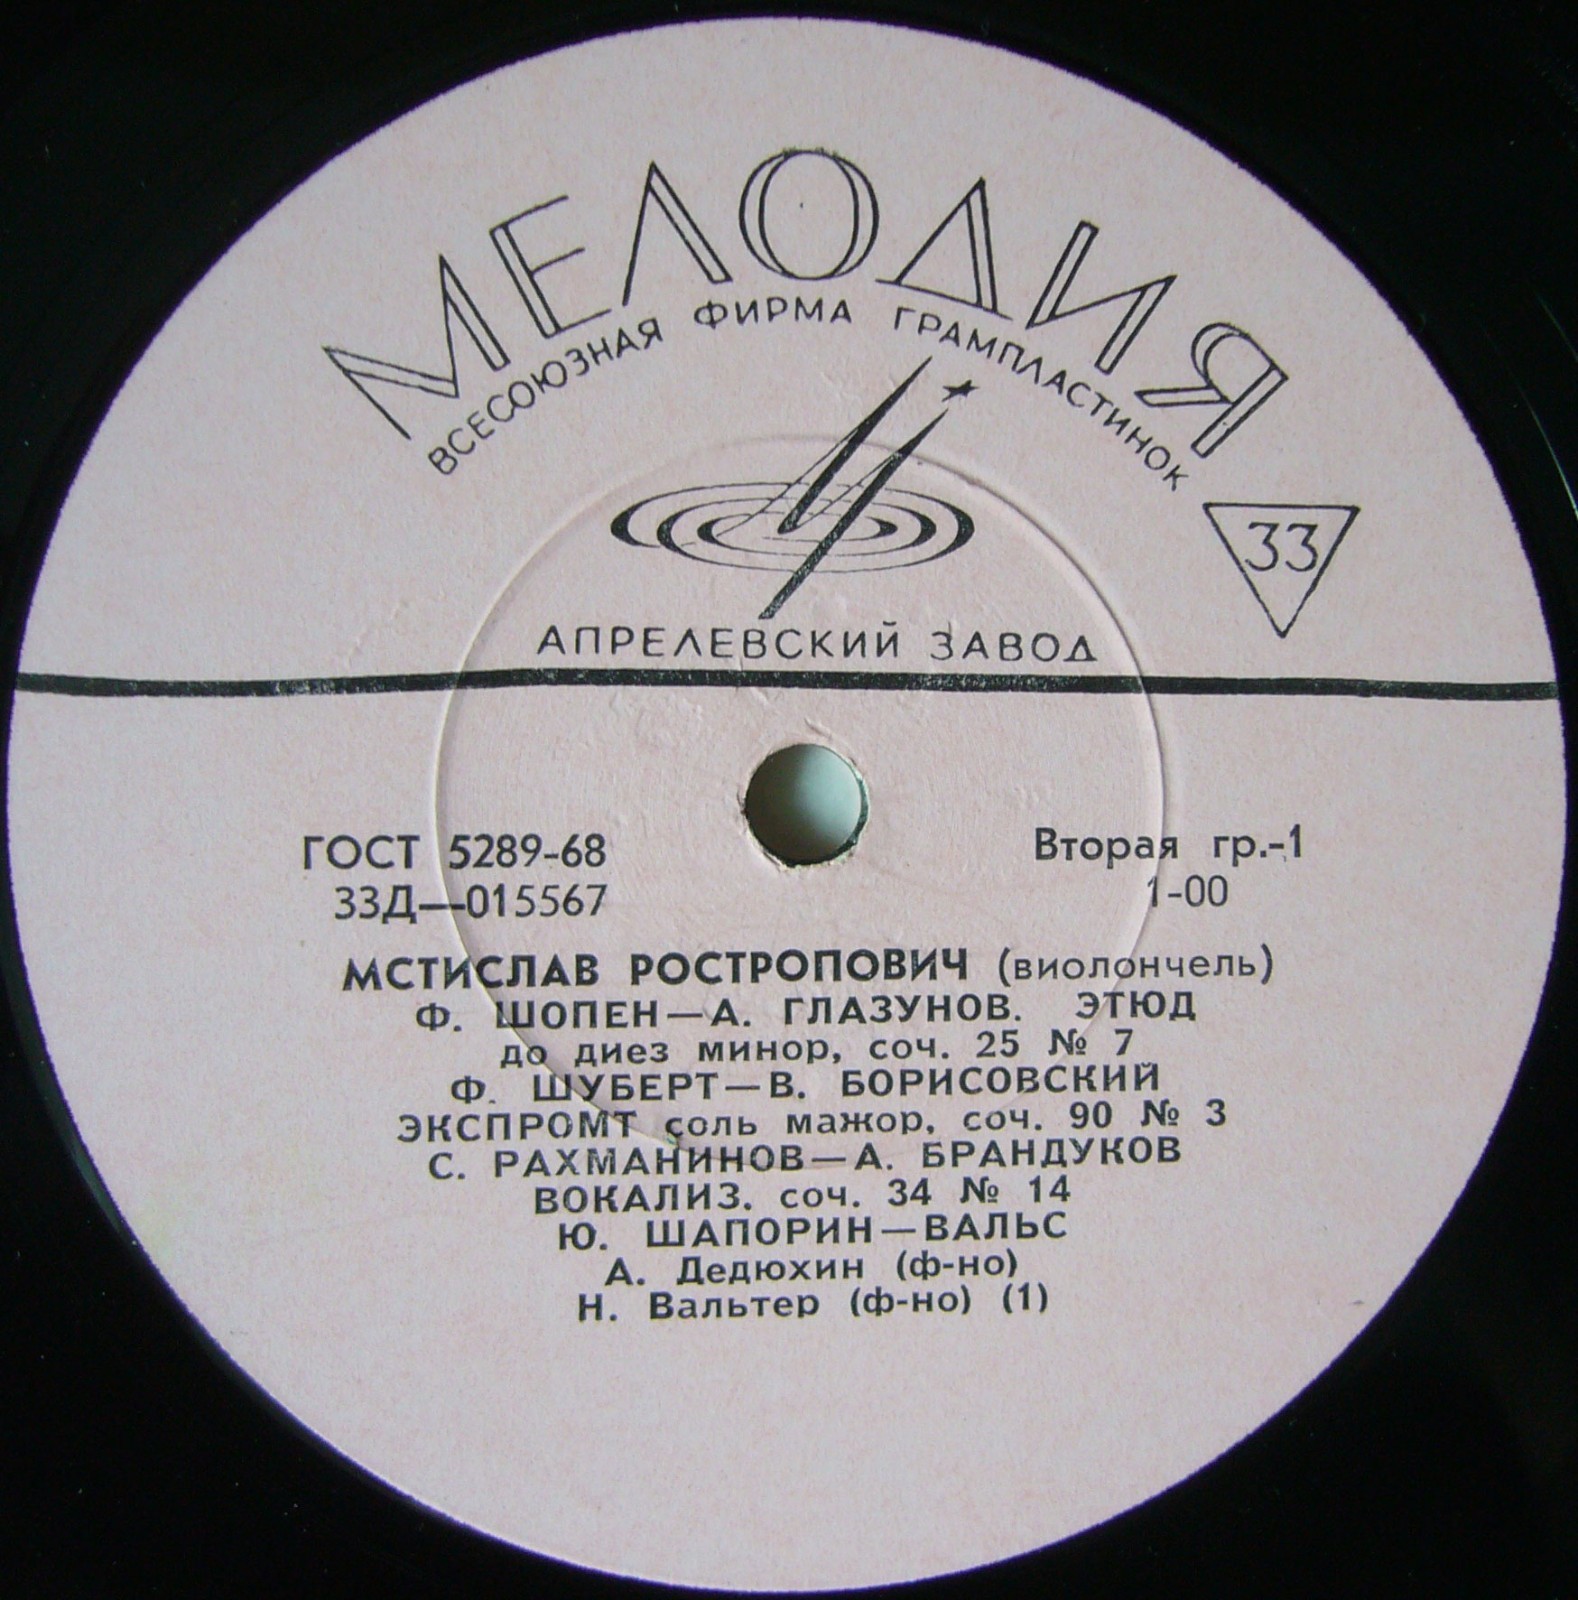 МЕЛОДИЯ
ВСЕСОЮЗНАЯ ФИРМА ГРАМПЛАСТИНОК
33
АПРЕЛЕВСКИЙ ЗАВОД
ГОСТ 5289-68
33Д—015567
Вторая гр.-1
1-00
МСТИСЛАВ РОСТРОПОВИЧ (виолончель)
Ф. ШОПЕН—А. ГЛАЗУНОВ. ЭТЮД
до диез минор, соч. 25 № 7
Ф. ШУБЕРТ—В. БОРИСОВСКИЙ
ЭКСПРОМТ соль мажор, соч. 90 № 3
С. РАХМАНИНОВ—А. БРАНДУКОВ
ВОКАЛИЗ. соч. 34 № 14
Ю. ШАПОРИН—ВАЛЬС
А. Дедюхин (ф-но)
Н. Вальтер (ф-но) (1)